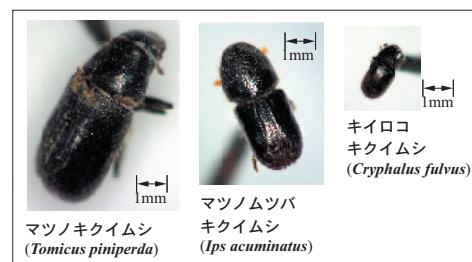 1mm
マツノキクイムシ
(Tomicus piniperda)
1mm
マツノムツバ
キクイムシ
(Ips acuminatus)
1mm
キイロコ
キクイムシ
(Cryphalus fulvus)